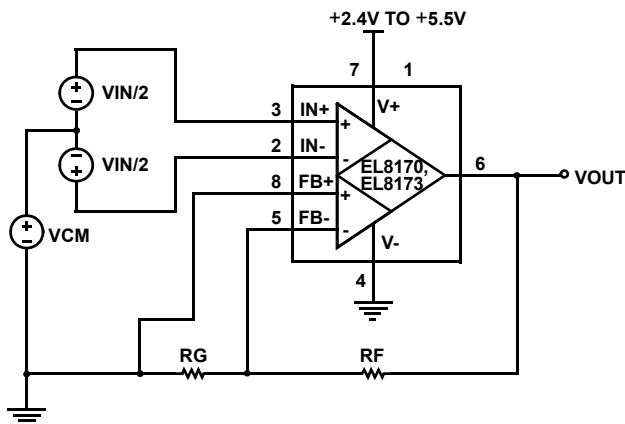 +2.4V TO +5.5V
7
1
VIN/2
3
IN+
V+
+
2
IN-
-
VIN/2
EL8170,
EL8173
6
VOUT
8
FB+
+
5
FB-
-
VCM
V-
4
RG
RF